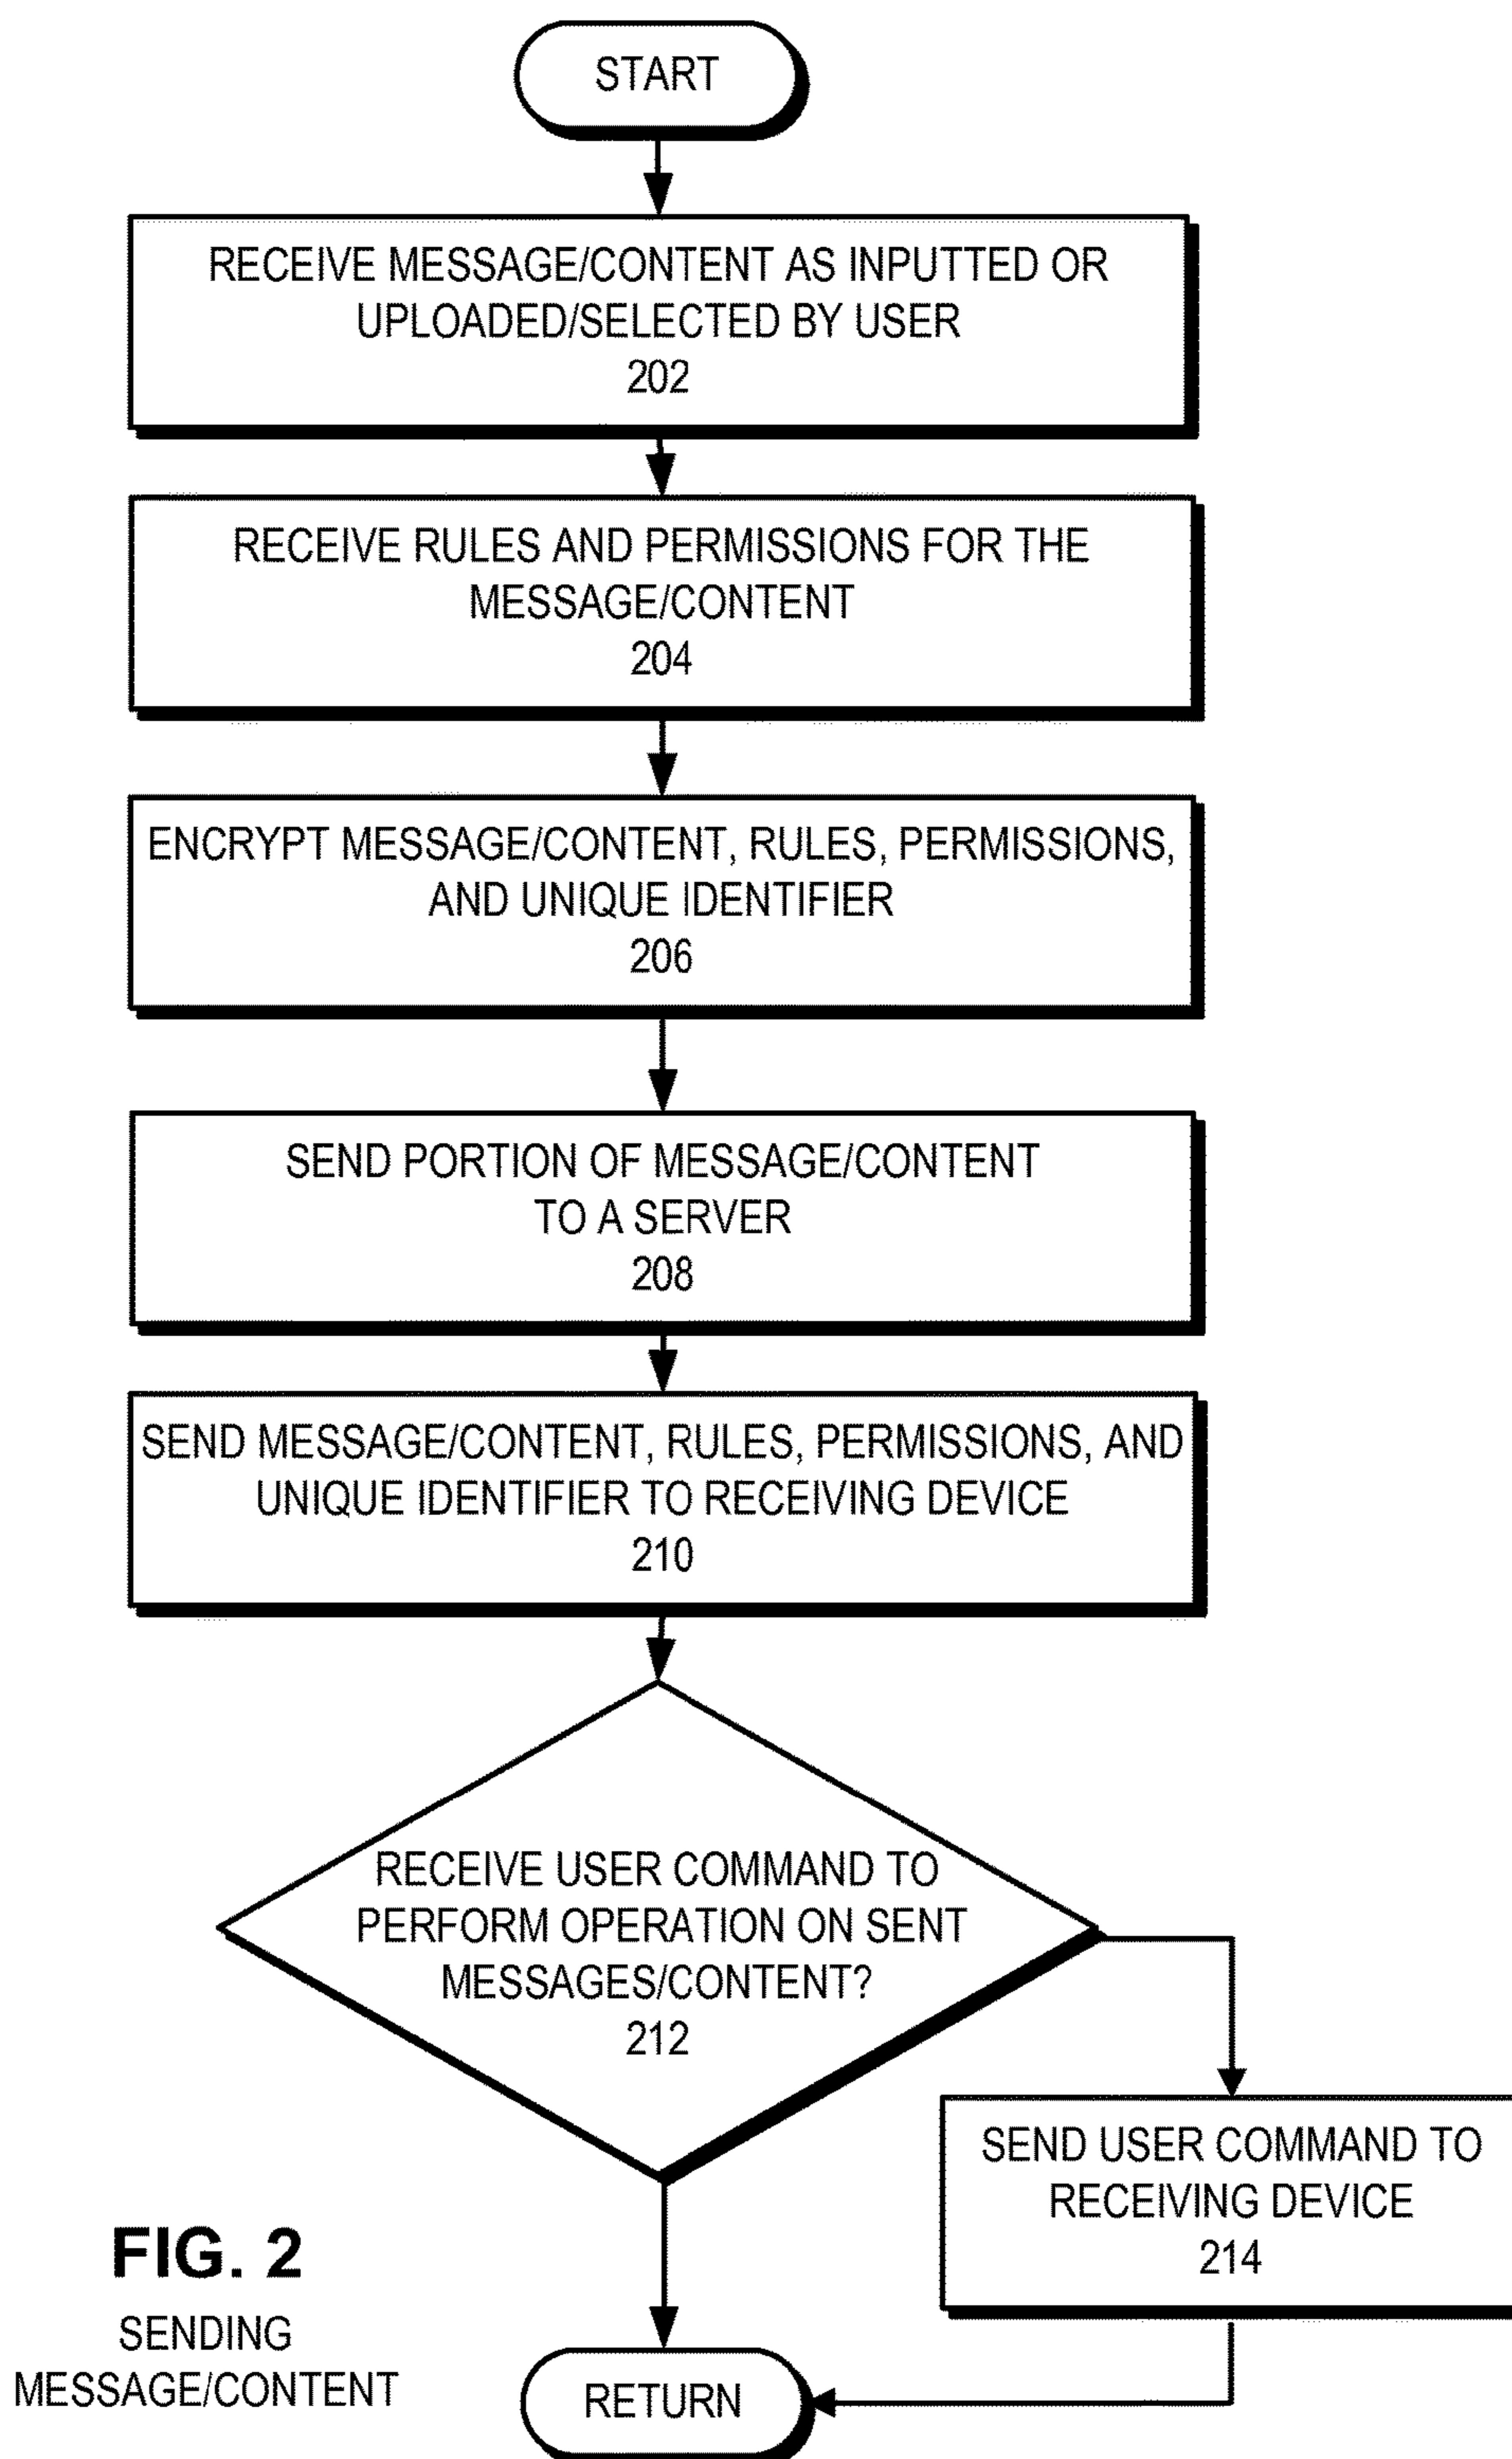 START
RECEIVE MESSAGE/CONTENT AS INPUTTED OR
UPLOADED/SELECTED BY USER
202
RECEIVE RULES AND PERMISSIONS FOR THE
MESSAGE/CONTENT
204
ENCRYPT MESSAGE/CONTENT, RULES, PERMISSIONS,
AND UNIQUE IDENTIFIER
206
SEND PORTION OF MESSAGE/CONTENT
TO A SERVER
208
SEND MESSAGE/CONTENT, RULES, PERMISSIONS, AND
UNIQUE IDENTIFIER TO RECEIVING DEVICE
210
RECEIVE USER COMMAND TO
PERFORM OPERATION ON SENT
MESSAGES/CONTENT?
212
SEND USER COMMAND TO
RECEIVING DEVICE
214
RETURN
FIG. 2
SENDING
MESSAGE/CONTENT